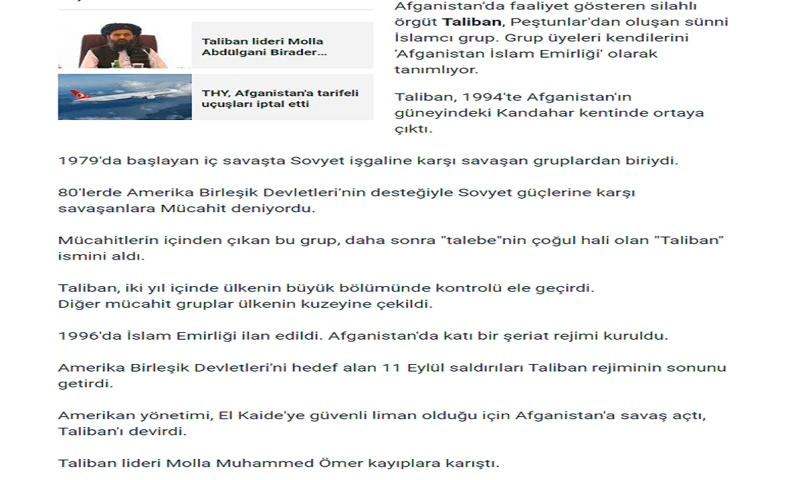 Taliban lideri Molla
Abdülgani Birader...
THY, Afganistan'a tarifeli
uçuşları iptal etti
Afganistan'da faaliyet gösteren silahlı
örgüt Taliban, Peştunlar'dan oluşan sünni
İslamcı grup. Grup üyeleri kendilerini
'Afganistan İslam Emirliği' olarak
tanımlıyor.
Taliban, 1994'te Afganistan'ın
güneyindeki Kandahar kentinde ortaya
çıktı.
1979'da başlayan iç savaşta Sovyet işgaline karşı savaşan gruplardan biriydi.
80'lerde Amerika Birleşik Devletleri'nin desteğiyle Sovyet güçlerine karşı
savaşanlara Mücahit deniyordu.
Mücahitlerin içinden çıkan bu grup, daha sonra "talebe"nin çoğul hali olan "Taliban"
ismini aldı.
Taliban, iki yıl içinde ülkenin büyük bölümünde kontrolü ele geçirdi.
Diğer mücahit gruplar ülkenin kuzeyine çekildi.
1996'da İslam Emirliği ilan edildi. Afganistan'da katı bir şeriat rejimi kuruldu.
Amerika Birleşik Devletleri'ni hedef alan 11 Eylül saldırıları Taliban rejiminin sonunu
getirdi.
Amerikan yönetimi, El Kaide'ye güvenli liman olduğu için Afganistan'a savaş açtı,
Taliban'ı devirdi.
Taliban lideri Molla Muhammed Ömer kayıplara karıştı.